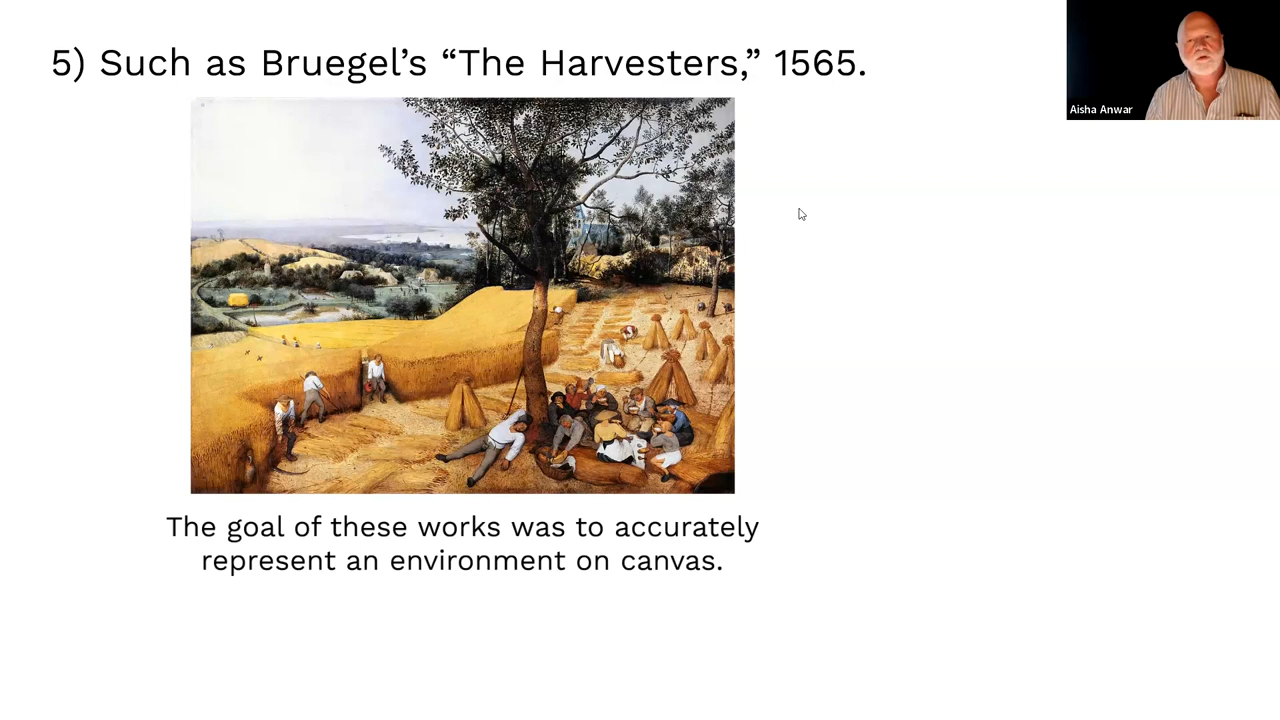 5) Such as Bruegel’s “The Harvesters,” 1565.
Aisha Anwar
The goal of these works was to accurately
represent an environment on canvas.